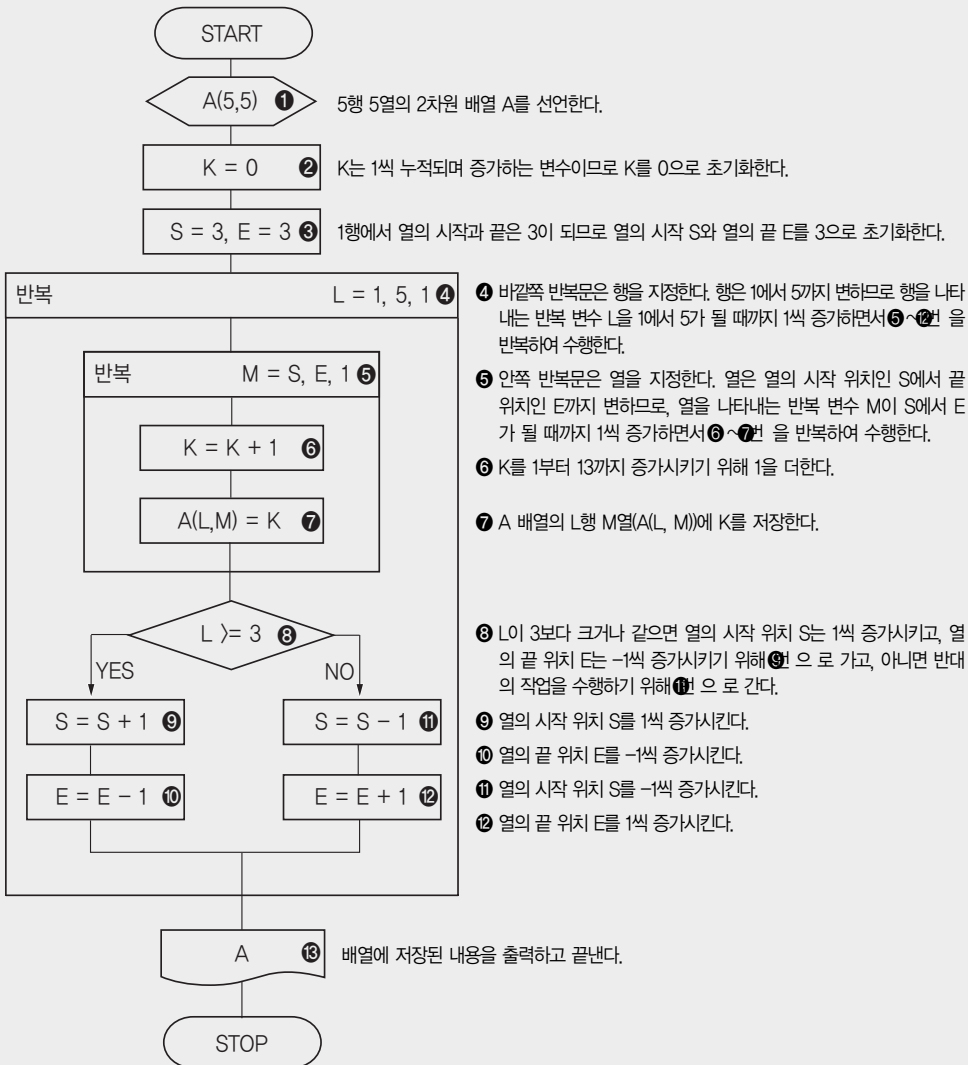 START
A(5,5) ❶ 5행 5열의 2차원 배열 A를 선언한다.
K = 0 ❷ K는 1씩 누적되며 증가하는 변수이므로 K를 0으로 초기화한다.
S = 3, E = 3 ❸ 1행에서 열의 시작과 끝은 3이 되므로 열의 시작 S와 열의 끝 E를 3으로 초기화한다.
반복 L = 1, 5, 1 ❹
❹ 바깥쪽 반복문은 행을 지정한다. 행은 1에서 5까지 변하므로 행을 나타
내는 반복 변수 L을 1에서 5가 될 때까지 1씩 증가하면서 ❺~⓬번 을
반복하여 수행한다.
반복 M = S, E, 1 ❺
❺ 안쪽 반복문은 열을 지정한다. 열은 열의 시작 위치인 S에서 끝
위치인 E까지 변하므로, 열을 나타내는 반복 변수 M이 S에서 E
가 될 때까지 1씩 증가하면서 ❻~❼번 을 반복하여 수행한다.
K = K + 1 ❻
❻ K를 1부터 13까지 증가시키기 위해 1을 더한다.
A(L,M) = K ❼
❼ A 배열의 L행 M열(A(L, M))에 K를 저장한다.
L >= 3 ❽
❽ L이 3보다 크거나 같으면 열의 시작 위치 S는 1씩 증가시키고, 열
의 끝 위치 E는 -1씩 증가시키기 위해 ❾번 으 로 가고, 아니면 반대
의 작업을 수행하기 위해 ⓫번 으 로 간다.
YES NO
S = S + 1 ❾ S = S - 1 ⓫
❾ 열의 시작 위치 S를 1씩 증가시킨다.
❿ 열의 끝 위치 E를 -1씩 증가시킨다.
E = E - 1 ❿ E = E + 1 ⓬
⓫ 열의 시작 위치 S를 -1씩 증가시킨다.
⓬ 열의 끝 위치 E를 1씩 증가시킨다.
A ⓭ 배열에 저장된 내용을 출력하고 끝낸다.
STOP